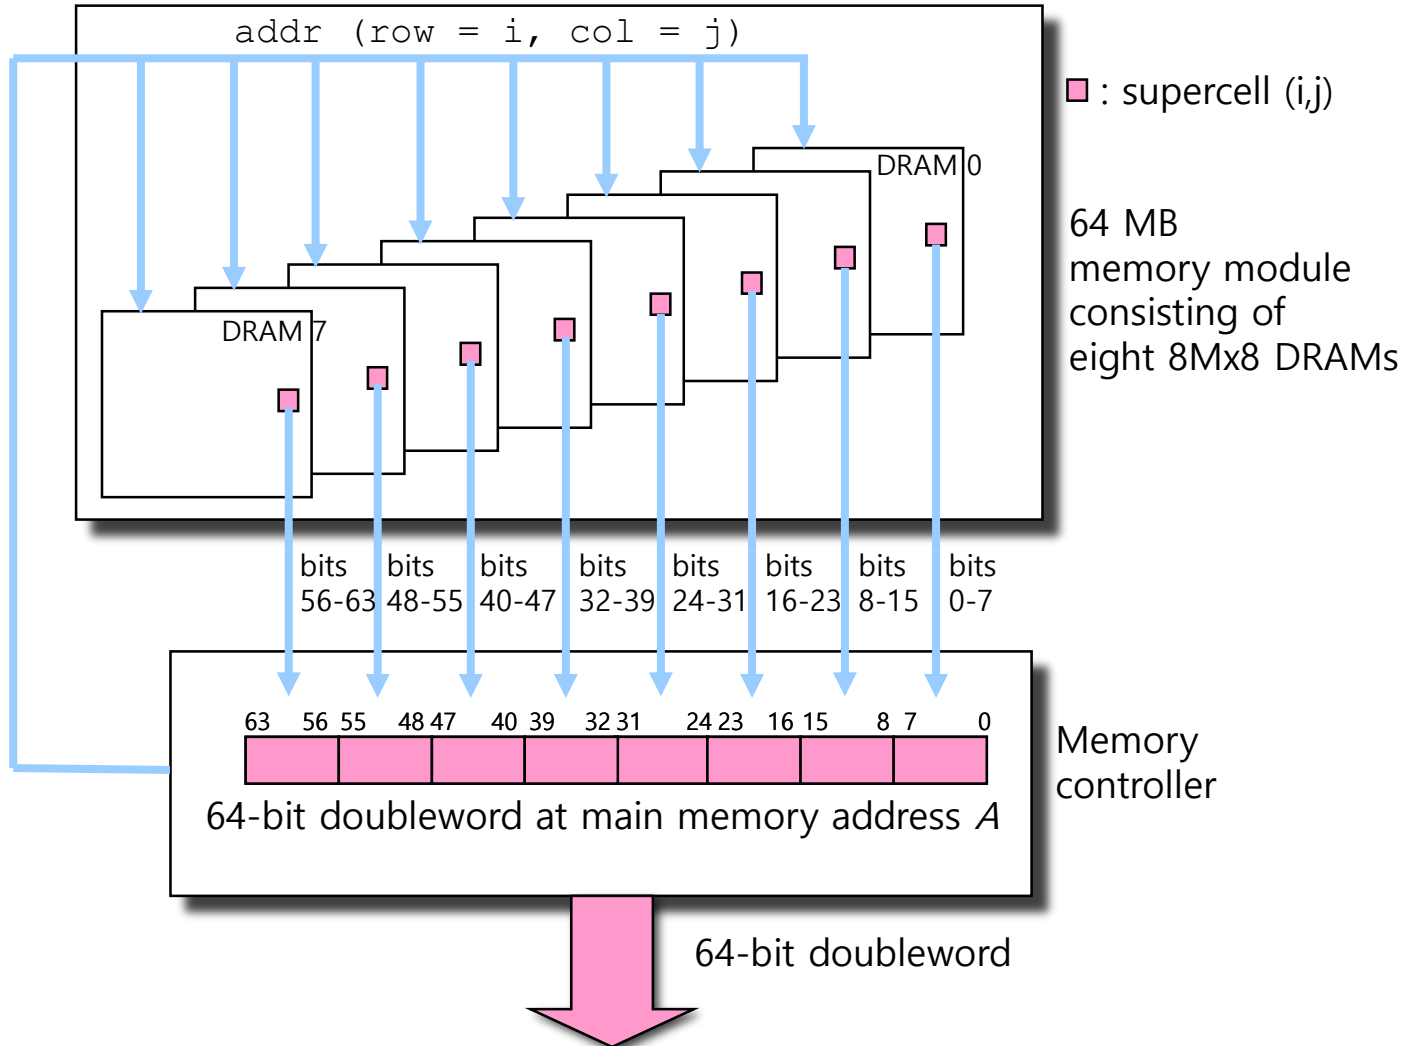 addr (row = i, col = j)
: supercell (i,j)
DRAM 0
64 MB
memory module
consisting of
eight 8Mx8 DRAMs
DRAM 7
bits
56-63
bits
48-55
bits
40-47
bits
32-39
bits
24-31
bits
16-23
bits
8-15
bits
0-7
63 56 55 48 47 40 39 32 31 24 23 16 15 8 7 0
Memory
controller
64-bit doubleword at main memory address A
64-bit doubleword